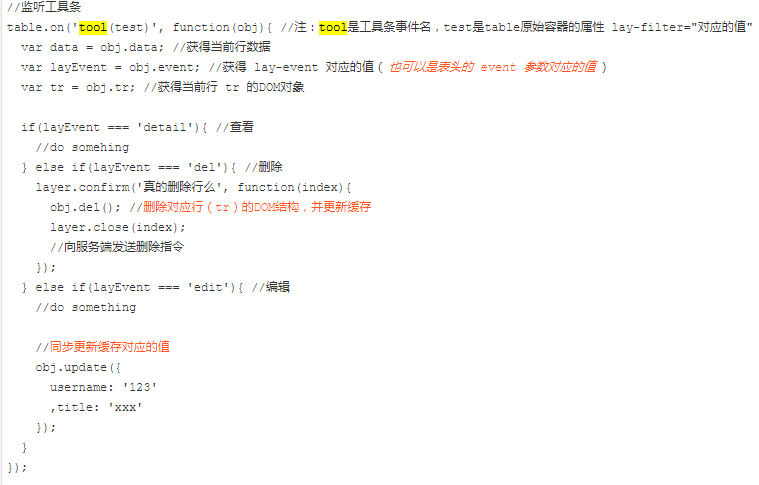 //监听工具条
table.on('tool(test)', function(obj){ //注：tool是工具条事件名，test是table原始容器的属性 lay-filter="对应的值"
  var data = obj.data; //获得当前行数据
  var layEvent = obj.event; //获得 lay-event 对应的值（也可以是表头的 event 参数对应的值）
  var tr = obj.tr; //获得当前行 tr 的DOM对象

  if(layEvent === 'detail'){ //查看
    //do somehing
  } else if(layEvent === 'del'){ //删除
    layer.confirm('真的删除行么', function(index){
      obj.del(); //删除对应行（tr）的DOM结构，并更新缓存
      layer.close(index);
      //向服务端发送删除指令
    });
  } else if(layEvent === 'edit'){ //编辑
    //do something

    //同步更新缓存对应的值
    obj.update({
      username: '123'
      ,title: 'xxx'
    });
  }
});